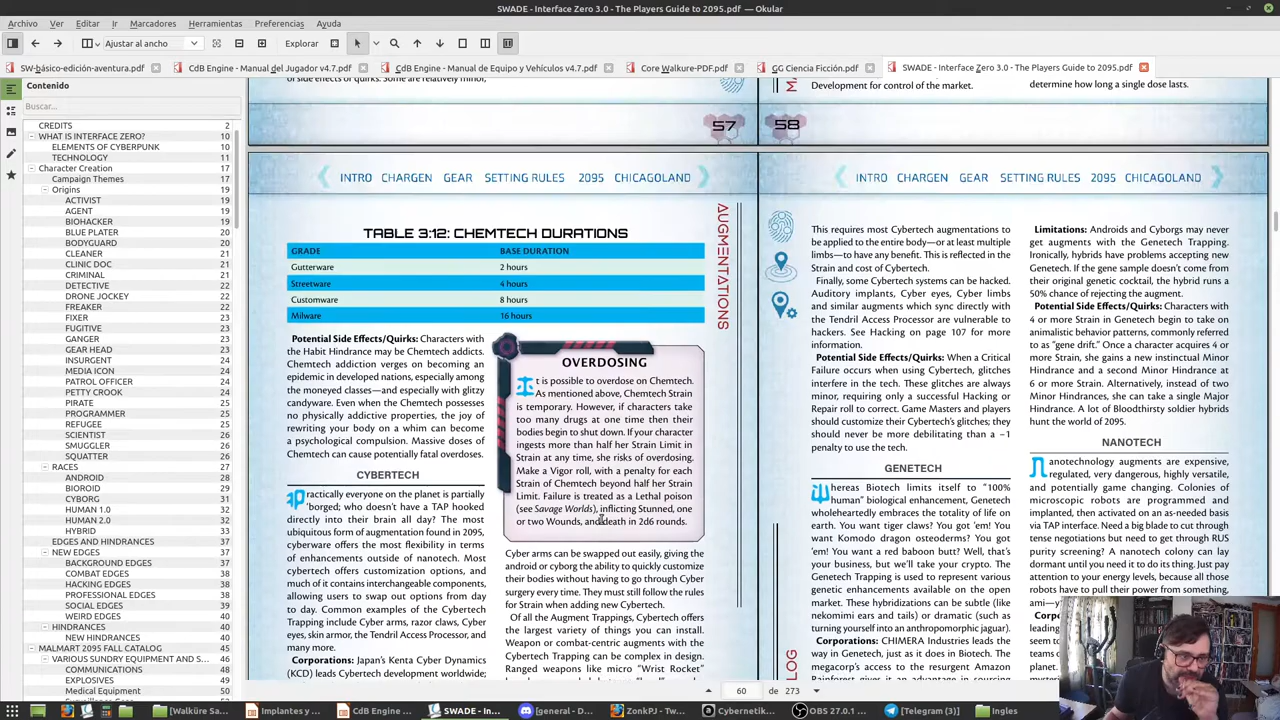 SWADE - Interface Zero 3.0 - The Players Guide to 2095.pdf — Okular
Archivo Ver Editar Ir Marcadores Herramientas Preferencias Ayuda
Ajustar al ancho Explorar
SW-básico-edición-aventura.pdf CdB Engine - Manual del Jugador v4.7.pdf CdB Engine - Manual de Equipo y Vehículos v4.7.pdf Core Walkure-PDF.pdf GG Ciencia Ficción.pdf SWADE - Interface Zero 3.0 - The Players Guide to 2095.pdf
Contenido
Buscar...
CREDITS 2
WHAT IS INTERFACE ZERO? 10
ELEMENTS OF CYBERPUNK 10
TECHNOLOGY 11
Character Creation 17
Campaign Themes 17
Origins 19
ACTIVIST 19
AGENT 19
BIOHACKER 19
BLUE PLATER 20
BODYGUARD 20
CLEANER 21
CLINIC DOC 21
CRIMINAL 21
DETECTIVE 22
DRONE JOCKEY 22
FREAKER 22
FIXER 23
FUGITIVE 23
GANGER 23
GEAR HEAD 23
INSURGENT 24
MEDIA ICON 24
PATROL OFFICER 24
PETTY CROOK 24
PIRATE 25
PROGRAMMER 25
REFUGEE 25
SCIENTIST 26
SMUGGLER 26
SQUATTER 26
RACES 27
ANDROID 28
BIOROID 29
CYBORG 31
HUMAN 1.0 32
HUMAN 2.0 32
HYBRID 33
EDGES AND HINDRANCES 37
NEW EDGES 37
BACKGROUND EDGES 37
COMBAT EDGES 38
HACKING EDGES 38
PROFESSIONAL EDGES 38
SOCIAL EDGES 39
WEIRD EDGES 40
HINDRANCES 40
NEW HINDRANCES 40
MALMART 2095 FALL CATALOG 45
VARIOUS SUNDRY EQUIPMENT AND S... 46
COMMUNICATIONS 48
EXPLOSIVES 49
Medical Equipment 50
of side effects or quirks. Some are relatively minor,
57
58
Development for control of the market.
determine how long a single dose lasts.
INTRO CHARGEN GEAR SETTING RULES 2095 CHICAGOLAND
AUGMENTATIONS
TABLE 3:12: CHEMTECH DURATIONS
GRADE BASE DURATION
Gutterware 2 hours
Streetware 4 hours
Customware 8 hours
Milware 16 hours
Potential Side Effects/Quirks: Characters with
the Habit Hindrance may be Chemtech addicts.
Chemtech addiction verges on becoming an
epidemic in developed nations, especially among
the moneyed classes—and especially with glitzy
candyware. Even when the Chemtech possesses
no physically addictive properties, the joy of
rewriting your body on a whim can become
a psychological compulsion. Massive doses of
Chemtech can cause potentially fatal overdoses.
CYBERTECH
Practically everyone on the planet is partially
'borged; who doesn't have a TAP hooked
directly into their brain all day? The most
ubiquitous form of augmentation found in 2095,
cyberware offers the most flexibility in terms
of enhancements outside of nanotech. Most
cybertech offers customization options, and
much of it contains interchangeable components,
allowing users to swap out options from day
to day. Common examples of the Cybertech
Trapping include Cyber arms, razor claws, Cyber
eyes, skin armor, the Tendril Access Processor, and
many more.
Corporations: Japan's Kenta Cyber Dynamics
(KCD) leads Cybertech development worldwide;
OVERDOSING
It is possible to overdose on Chemtech.
As mentioned above, Chemtech Strain
is temporary. However, if characters take
too many drugs at one time then their
bodies begin to shut down. If your character
ingests more than half her Strain Limit in
Strain at any time, she risks of overdosing.
Make a Vigor roll, with a penalty for each
Strain of Chemtech beyond half her Strain
Limit. Failure is treated as a Lethal poison
(see Savage Worlds), inflicting Stunned, one
or two Wounds, and death in 2d6 rounds.
Cyber arms can be swapped out easily, giving the
android or cyborg the ability to quickly customize
their bodies without having to go through Cyber
surgery every time. They must still follow the rules
for Strain when adding new Cybertech.
Of all the Augment Trappings, Cybertech offers
the largest variety of things you can install.
Weapon or combat-centric augments with the
Cybertech Trapping can be complex in design.
Ranged weapons like micro "Wrist Rocket"
INTRO CHARGEN GEAR SETTING RULES 2095 CHICAGOLAND
This requires most Cybertech augmentations to
be applied to the entire body—or at least multiple
limbs—to have any benefit. This is reflected in the
Strain and cost of Cybertech.
Finally, some Cybertech systems can be hacked.
Auditory implants, Cyber eyes, Cyber limbs
and similar augments which sync directly with
the Tendril Access Processor are vulnerable to
hackers. See Hacking on page 107 for more
information.
Potential Side Effects/Quirks: When a Critical
Failure occurs when using Cybertech, glitches
interfere in the tech. These glitches are always
minor, requiring only a successful Hacking or
Repair roll to correct. Game Masters and players
should customize their Cybertech's glitches; they
should never be more debilitating than a −1
penalty to use the tech.
GENETECH
Whereas Biotech limits itself to "100%
human" biological enhancement, Genetech
wholeheartedly embraces the totality of life on
earth. You want tiger claws? You got 'em! You
want Komodo dragon osteoderms? You got
'em! You want a red baboon butt? Well, that's
your business, but we'll take your crypto. The
Genetech Trapping is used to represent various
genetic enhancements available on the open
market. These hybridizations can be subtle (like
nekomimi ears and tails) or dramatic (such as
turning yourself into an anthropomorphic jaguar).
Corporations: CHIMERA Industries leads the
way in Genetech, just as it does in Biotech. The
megacorp's access to the resurgent Amazon
Rainforest gives it an advantage in sourcing
Limitations: Androids and Cyborgs may never
get augments with the Genetech Trapping.
Ironically, hybrids have problems accepting new
Genetech. If the gene sample doesn't come from
their original genetic cocktail, the hybrid runs a
50% chance of rejecting the augment.
Potential Side Effects/Quirks: Characters with
4 or more Strain in Genetech begin to take on
animalistic behavior patterns, commonly referred
to as "gene drift." Once a character acquires 4 or
more Strain, she gains a new instinctual Minor
Hindrance and a second Minor Hindrance at
6 or more Strain. Alternatively, instead of two
Minor Hindrances, she can take a single Major
Hindrance. A lot of Bloodthirsty soldier hybrids
hunt the world of 2095.
NANOTECH
Nanotechnology augments are expensive,
regulated, very dangerous, highly versatile,
and potentially game changing. Colonies of
microscopic robots are programmed and
implanted, then activated on an as-needed basis
via TAP interface. Need a big blade to cut through
tense negotiations but need to get through RUS
purity screening? A nanotech colony can lay
dormant until you need it to do its thing. Just pay
attention to your energy levels, because all those
robots have to pull their power from something,
60 de 273
[Walküre Sa... Implantes y ... CdB Engine ... SWADE - In... [general - D... ZonkPJ - Tw... Cybernetik... OBS 27.0.1 ... [Telegram (3)] Ingles